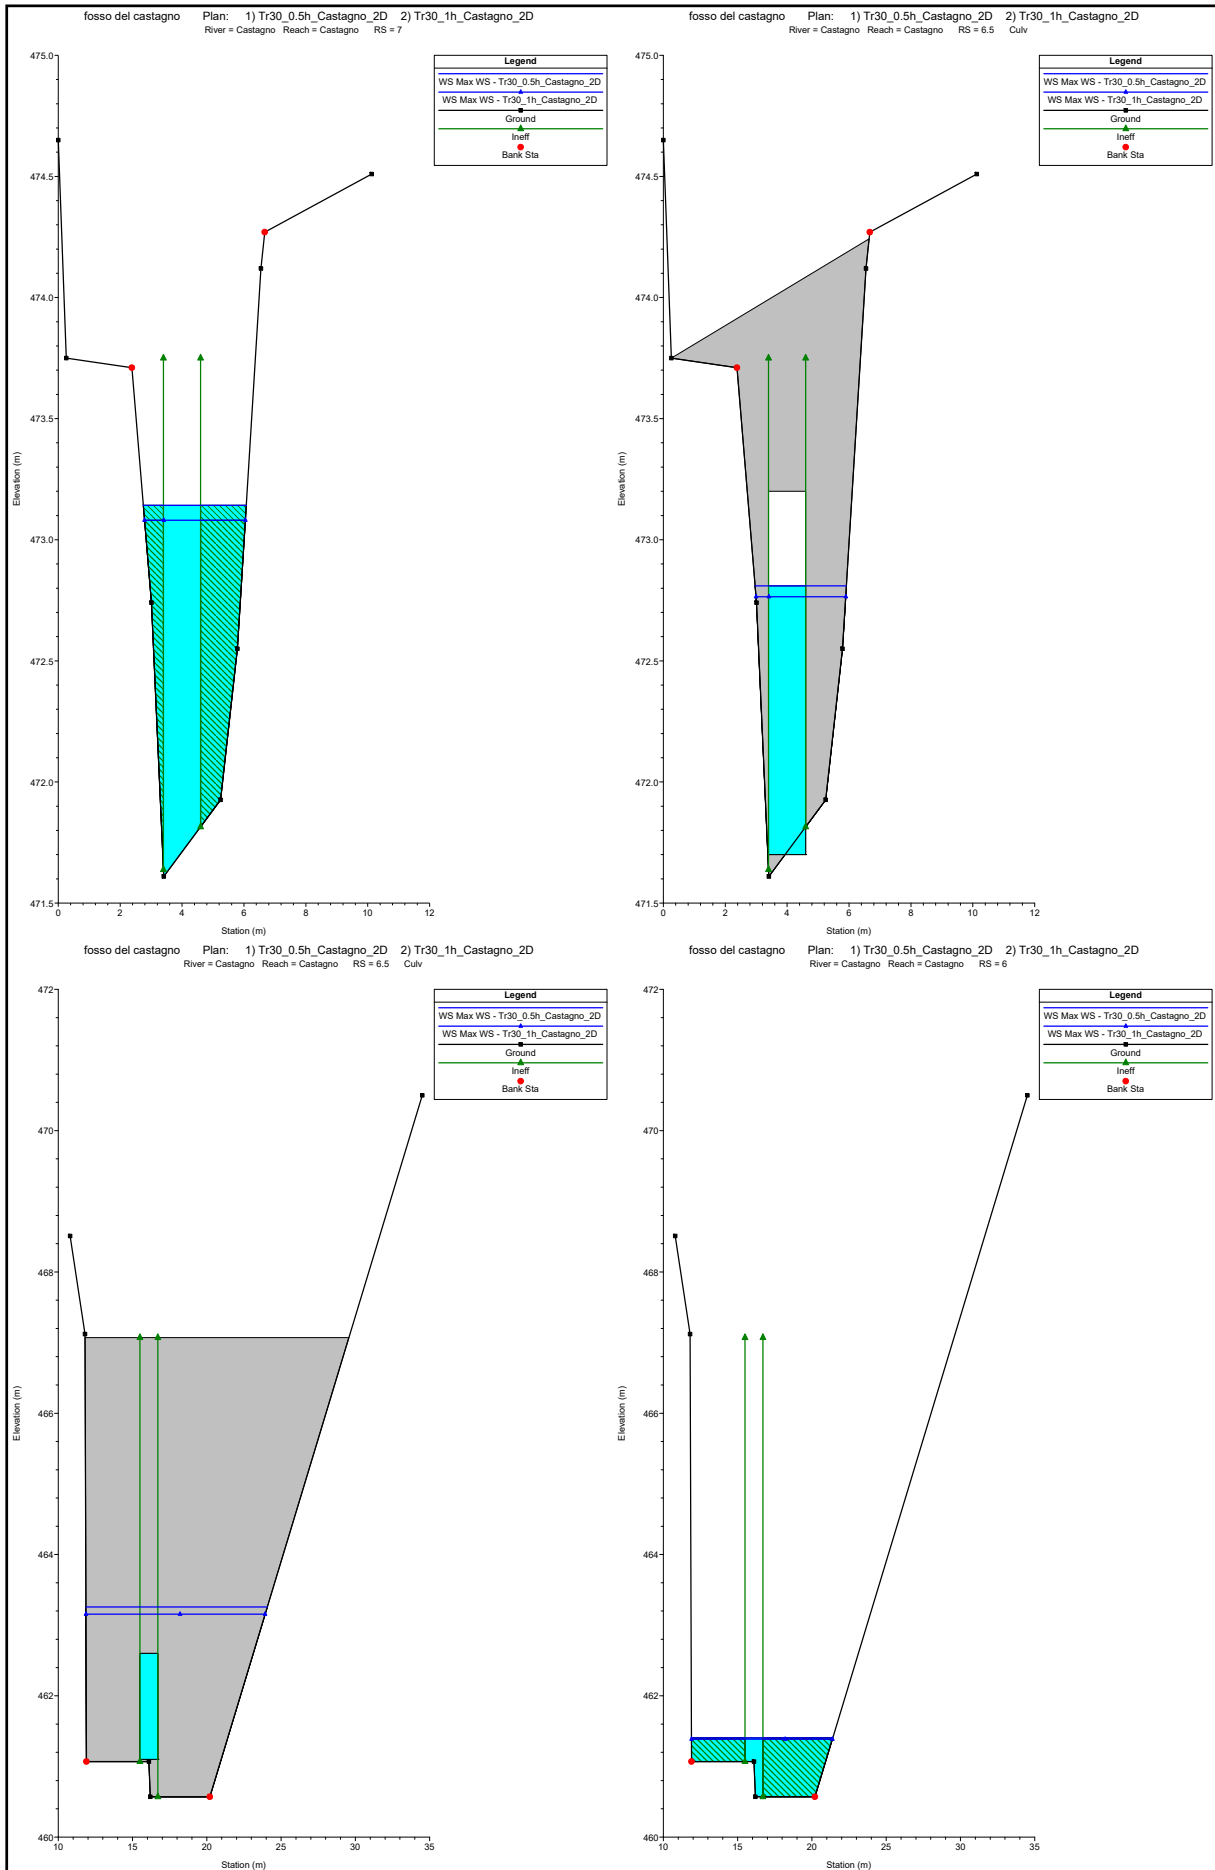 fosso del castagno Plan: 1) Tr30_0.5h_Castagno_2D 2) Tr30_1h_Castagno_2D
River = Castagno Reach = Castagno RS = 7
475.0
474.5
474.0
473.5
473.0
472.5
472.0
471.5
Elevation (m)
0 2 4 6 8 10 12
Station (m)
Legend
WS Max WS - Tr30_0.5h_Castagno_2D
WS Max WS - Tr30_1h_Castagno_2D
Ground
Ineff
Bank Sta
fosso del castagno Plan: 1) Tr30_0.5h_Castagno_2D 2) Tr30_1h_Castagno_2D
River = Castagno Reach = Castagno RS = 6.5 Culv
475.0
474.5
474.0
473.5
473.0
472.5
472.0
471.5
Elevation (m)
0 2 4 6 8 10 12
Station (m)
Legend
WS Max WS - Tr30_0.5h_Castagno_2D
WS Max WS - Tr30_1h_Castagno_2D
Ground
Ineff
Bank Sta
fosso del castagno Plan: 1) Tr30_0.5h_Castagno_2D 2) Tr30_1h_Castagno_2D
River = Castagno Reach = Castagno RS = 6.5 Culv
472
470
468
466
464
462
460
Elevation (m)
10 15 20 25 30 35
Station (m)
Legend
WS Max WS - Tr30_0.5h_Castagno_2D
WS Max WS - Tr30_1h_Castagno_2D
Ground
Ineff
Bank Sta
fosso del castagno Plan: 1) Tr30_0.5h_Castagno_2D 2) Tr30_1h_Castagno_2D
River = Castagno Reach = Castagno RS = 6
472
470
468
466
464
462
460
Elevation (m)
10 15 20 25 30 35
Station (m)
Legend
WS Max WS - Tr30_0.5h_Castagno_2D
WS Max WS - Tr30_1h_Castagno_2D
Ground
Ineff
Bank Sta